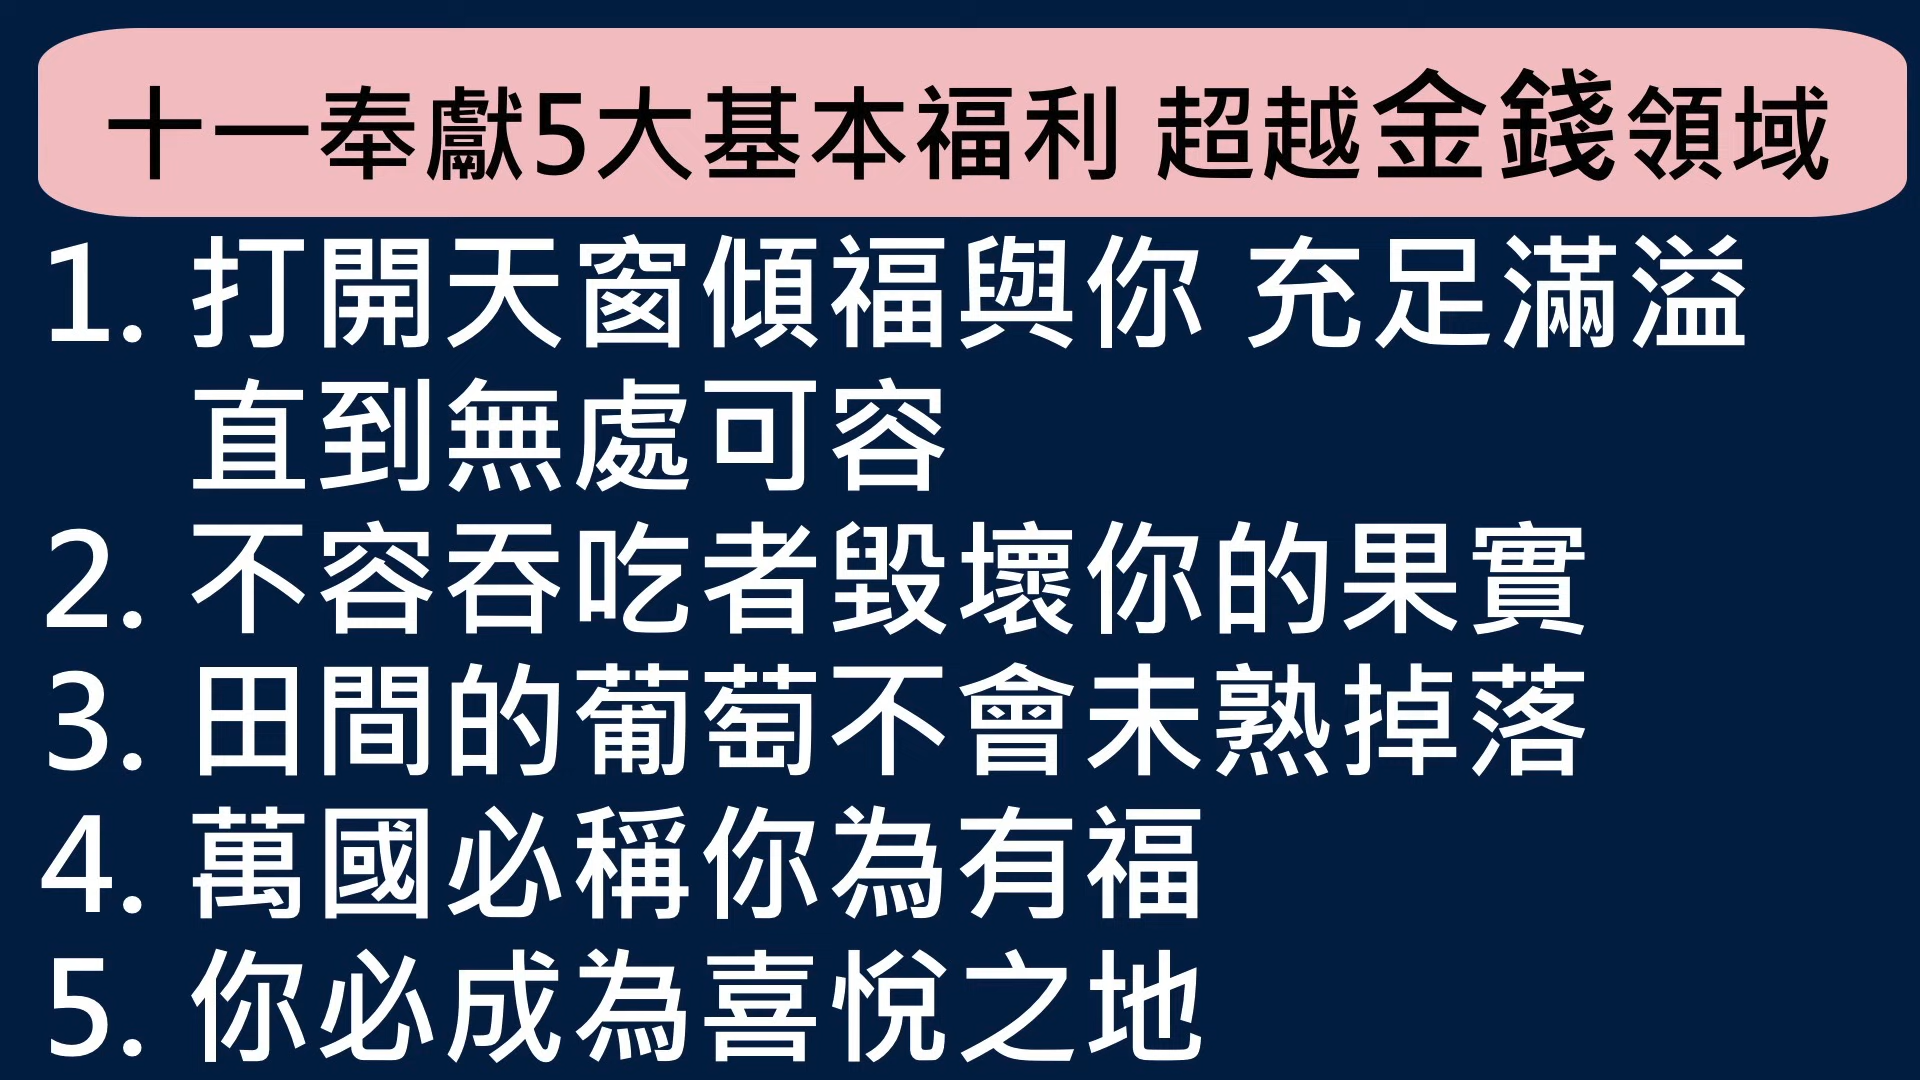 十一奉獻5大基本福利 超越金錢領域
1. 打開天窗傾福與你 充足滿溢
直到無處可容
2. 不容吞吃者毀壞你的果實
3. 田間的葡萄不會未熟掉落
4. 萬國必稱你為有福
5. 你必成為喜悅之地